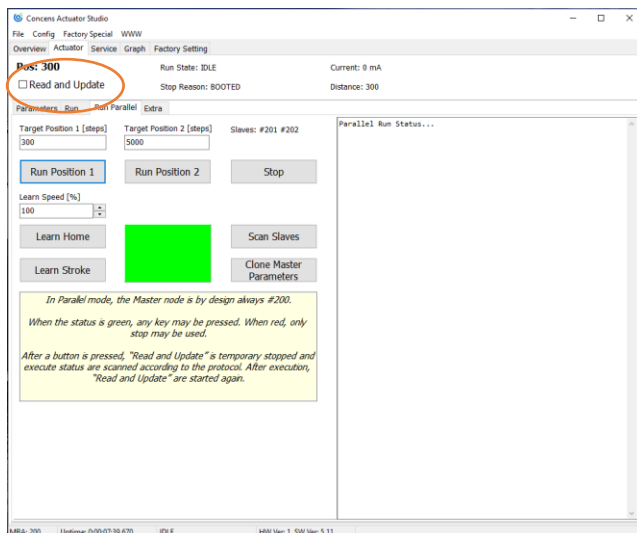 Concens Actuator Studio
File Config Factory Special WWW
Overview Actuator Service Graph Factory Setting
Pos: 300 Run State: IDLE Current: 0 mA
Read and Update Stop Reason: BOOTED Distance: 300
Parameters Run Run Parallel Extra
Target Position 1 [steps] Target Position 2 [steps] Slaves: #201 #202
300 5000
Run Position 1 Run Position 2 Stop
Learn Speed [%]
100
Learn Home Scan Slaves
Learn Stroke Clone Master
Parameters
In Parallel mode, the Master node is by design always #200.
When the status is green, any key may be pressed. When red, only
stop may be used.
After a button is pressed, "Read and Update" is temporary stopped and
execute status are scanned according to the protocol. After execution,
"Read and Update" are started again.
Parallel Run Status...
MBA: 200 Uptime: 0:00:07:39.670 IDLE HW Ver: 1, SW Ver: 5.11